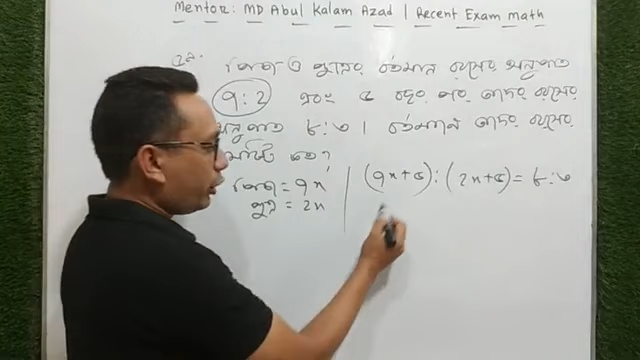 Mentor: MD Abul Kalam Azad | Recent Exam Math
পিতা ও পুত্রের বর্তমান বয়সের অনুপাত
৭:২ এবং ৫ বছর পর তাদের বয়সের
অনুপাত ৮:৩। বর্তমানে তাদের বয়সের
সমষ্টি কত?
পিতা = ৭x
পুত্র = ২x
(৭x+৫):(২x+৫)=৮:৩